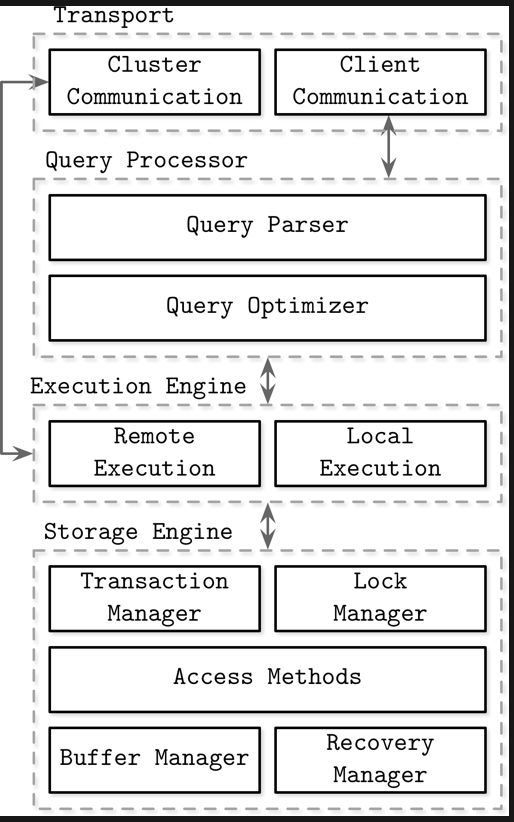 Transport
Cluster
Communication
Client
Communication
Query Processor
Query Parser
Query Optimizer
Execution Engine
Remote
Execution
Local
Execution
Storage Engine
Transaction
Manager
Lock
Manager
Access Methods
Buffer Manager
Recovery
Manager